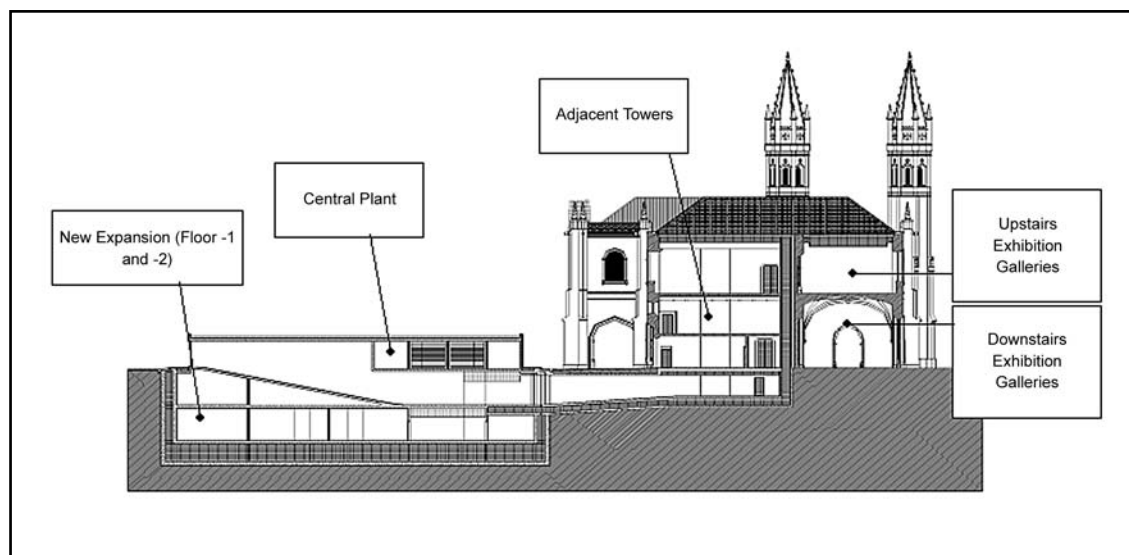 Adjacent Towers
Central Plant
New Expansion (Floor -1
and -2)
Upstairs
Exhibition
Galleries
Downstairs
Exhibition
Galleries